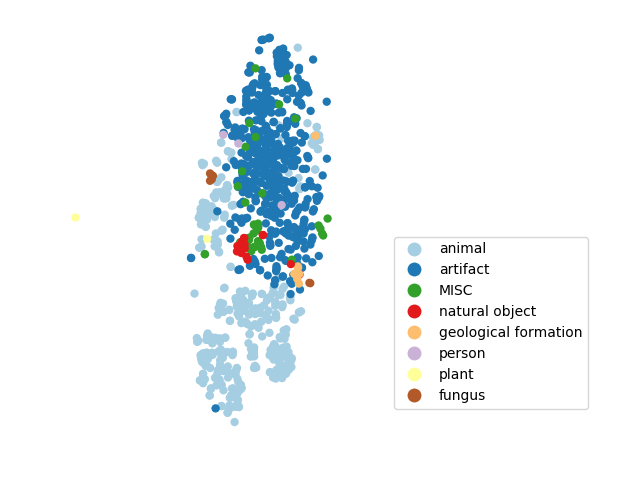 animal
artifact
MISC
natural object
geological formation
person
plant
fungus